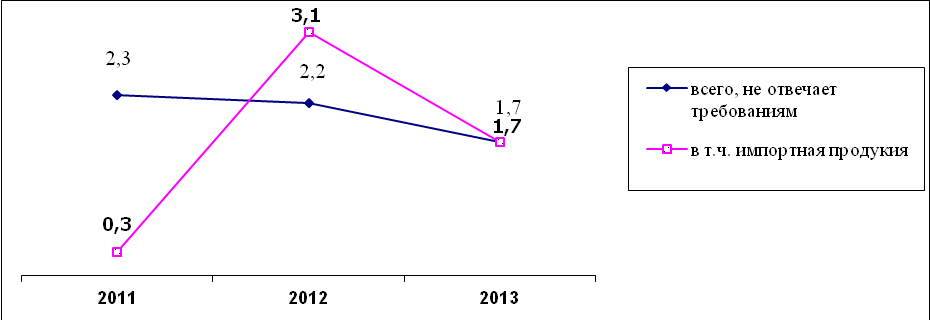 3,1
2,3
2,2
1,7
1,7
0,3
2011 2012 2013
всего, не отвечает
требованиям
в т.ч. импортная продукия